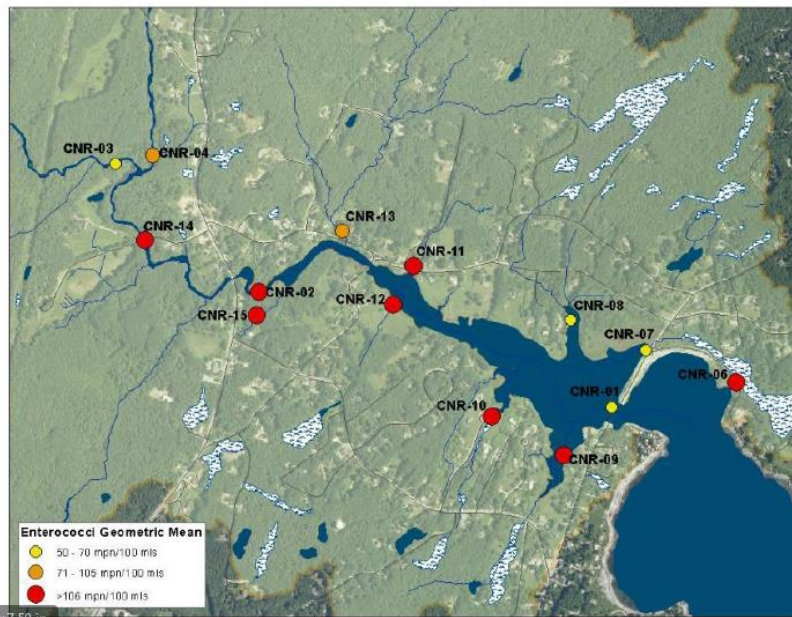 CNR-03
CNR-04
CNR-13
CNR-14
CNR-11
CNR-02
CNR-12
CNR-08
CNR-15
CNR-07
CNR-06
CNR-01
CNR-10
CNR-09
Enterococci Geometric Mean
50 - 70 mpn/100 mls
71 - 105 mpn/100 mls
>106 mpn/100 mls